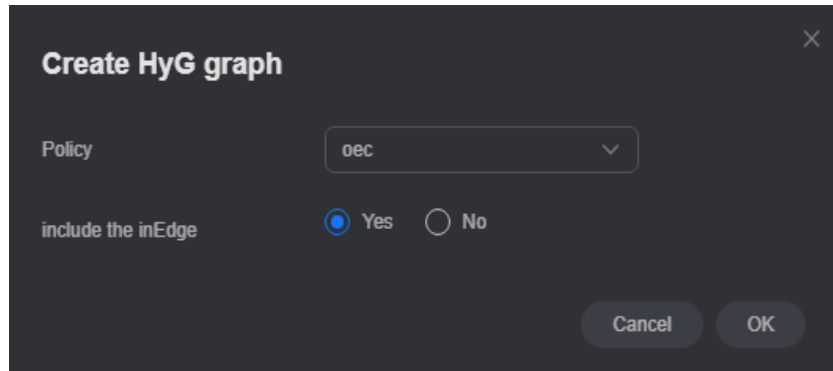 Create HyG graph
Policy
oec
include the inEdge
Yes
No
Cancel
OK